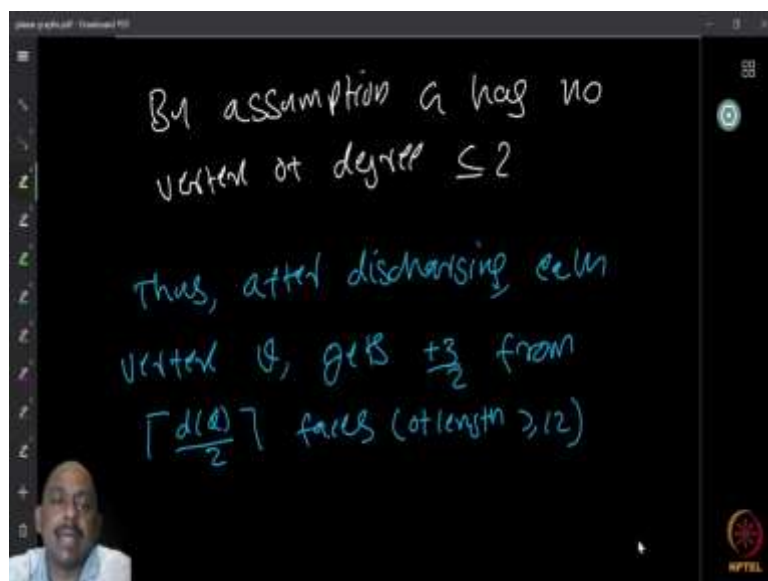 By assumption G has no
vertex of degree ≤ 2
Thus, after discharging each
vertex v, gets +3/2 from
⌈d(v)/2⌉ faces (of length ≥ 12)
NPTEL